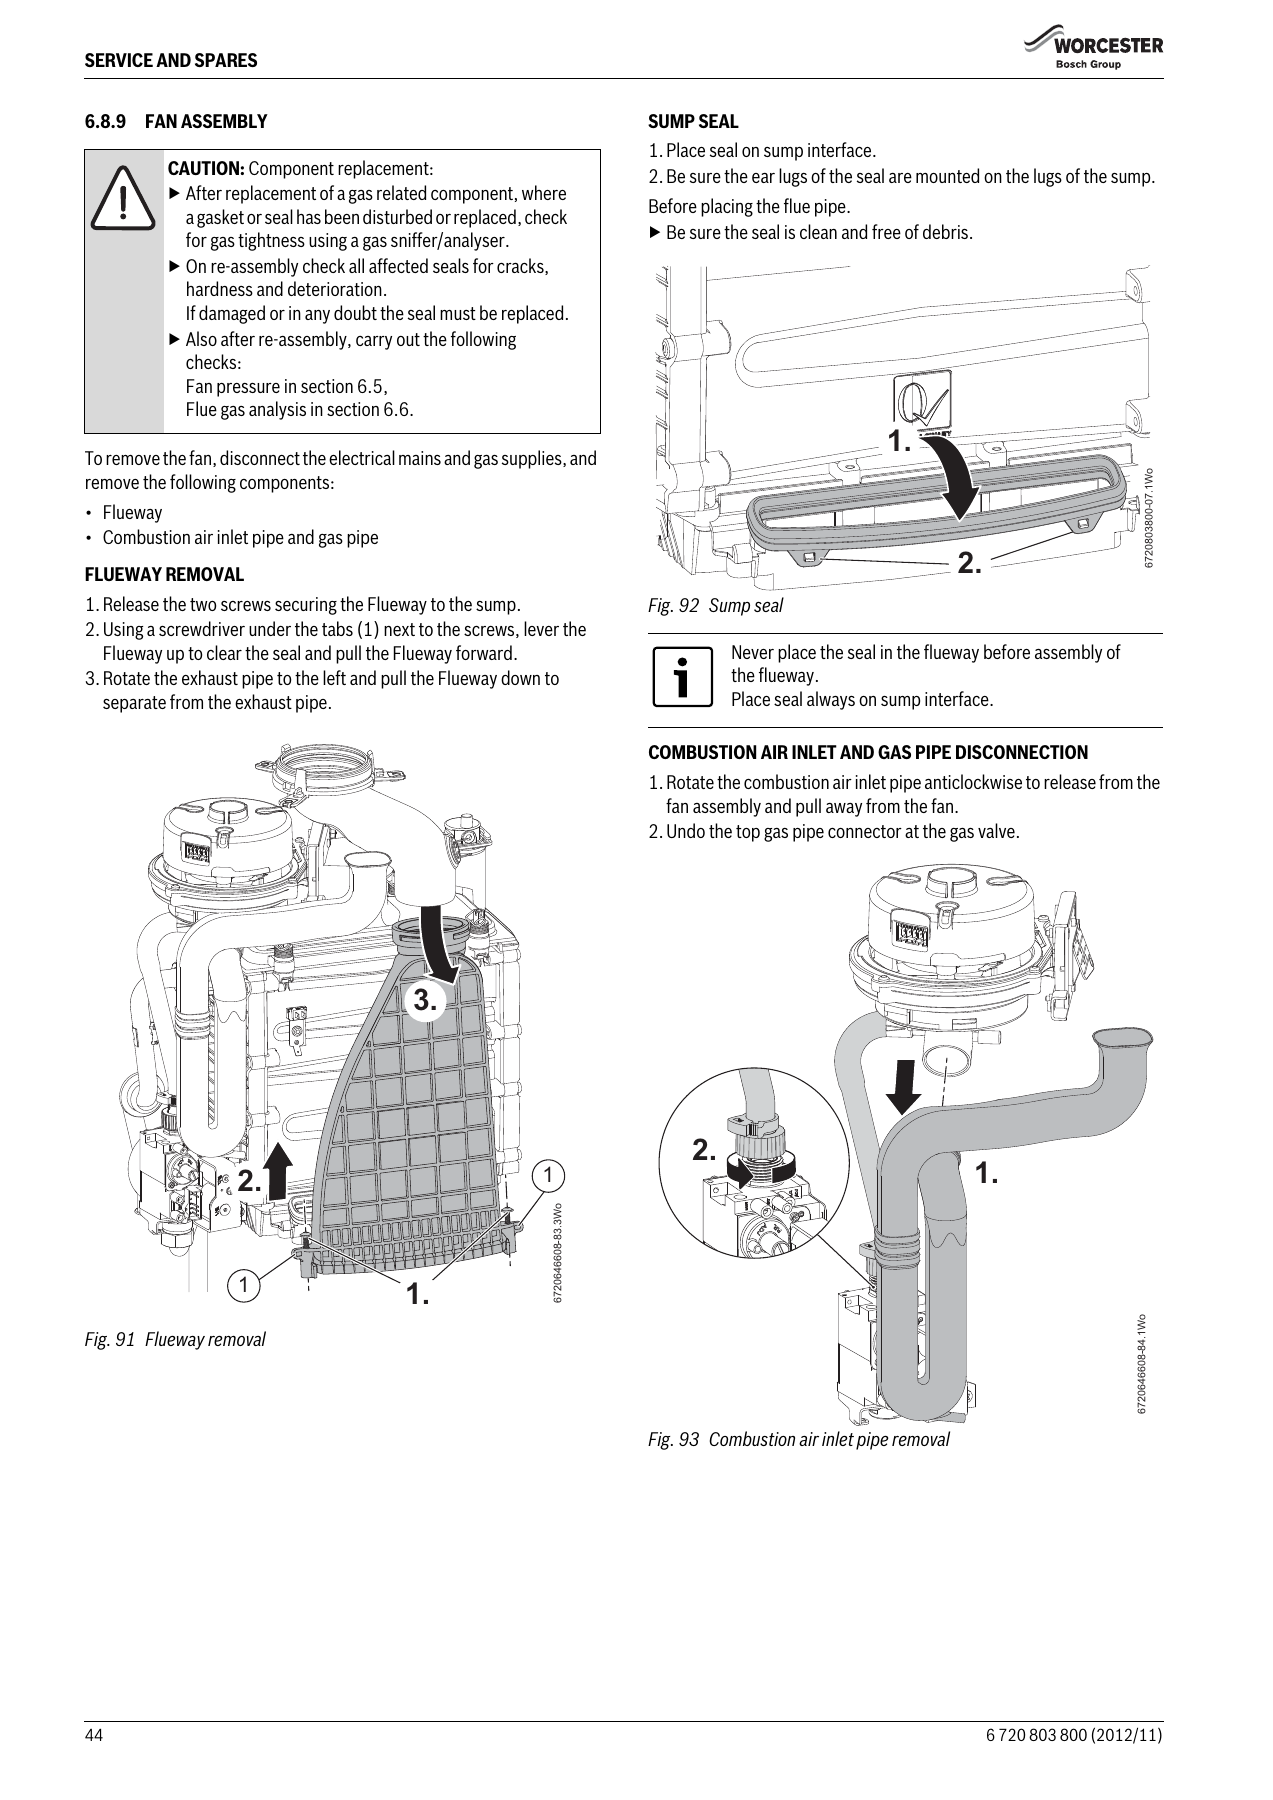 SERVICE AND SPARES
WORCESTER
Bosch Group
6.8.9 FAN ASSEMBLY
CAUTION: Component replacement:
▶ After replacement of a gas related component, where
a gasket or seal has been disturbed or replaced, check
for gas tightness using a gas sniffer/analyser.
▶ On re-assembly check all affected seals for cracks,
hardness and deterioration.
If damaged or in any doubt the seal must be replaced.
▶ Also after re-assembly, carry out the following
checks:
Fan pressure in section 6.5,
Flue gas analysis in section 6.6.
To remove the fan, disconnect the electrical mains and gas supplies, and
remove the following components:
• Flueway
• Combustion air inlet pipe and gas pipe
FLUEWAY REMOVAL
1. Release the two screws securing the Flueway to the sump.
2. Using a screwdriver under the tabs (1) next to the screws, lever the
Flueway up to clear the seal and pull the Flueway forward.
3. Rotate the exhaust pipe to the left and pull the Flueway down to
separate from the exhaust pipe.
3.
2.
1
1
1.
6720646608-83.3Wo
Fig. 91 Flueway removal
SUMP SEAL
1. Place seal on sump interface.
2. Be sure the ear lugs of the seal are mounted on the lugs of the sump.
Before placing the flue pipe.
▶ Be sure the seal is clean and free of debris.
1.
2.
6720803800-07.1Wo
Fig. 92 Sump seal
Never place the seal in the flueway before assembly of
the flueway.
Place seal always on sump interface.
COMBUSTION AIR INLET AND GAS PIPE DISCONNECTION
1. Rotate the combustion air inlet pipe anticlockwise to release from the
fan assembly and pull away from the fan.
2. Undo the top gas pipe connector at the gas valve.
2.
1.
6720646608-84.1Wo
Fig. 93 Combustion air inlet pipe removal
44
6 720 803 800 (2012/11)